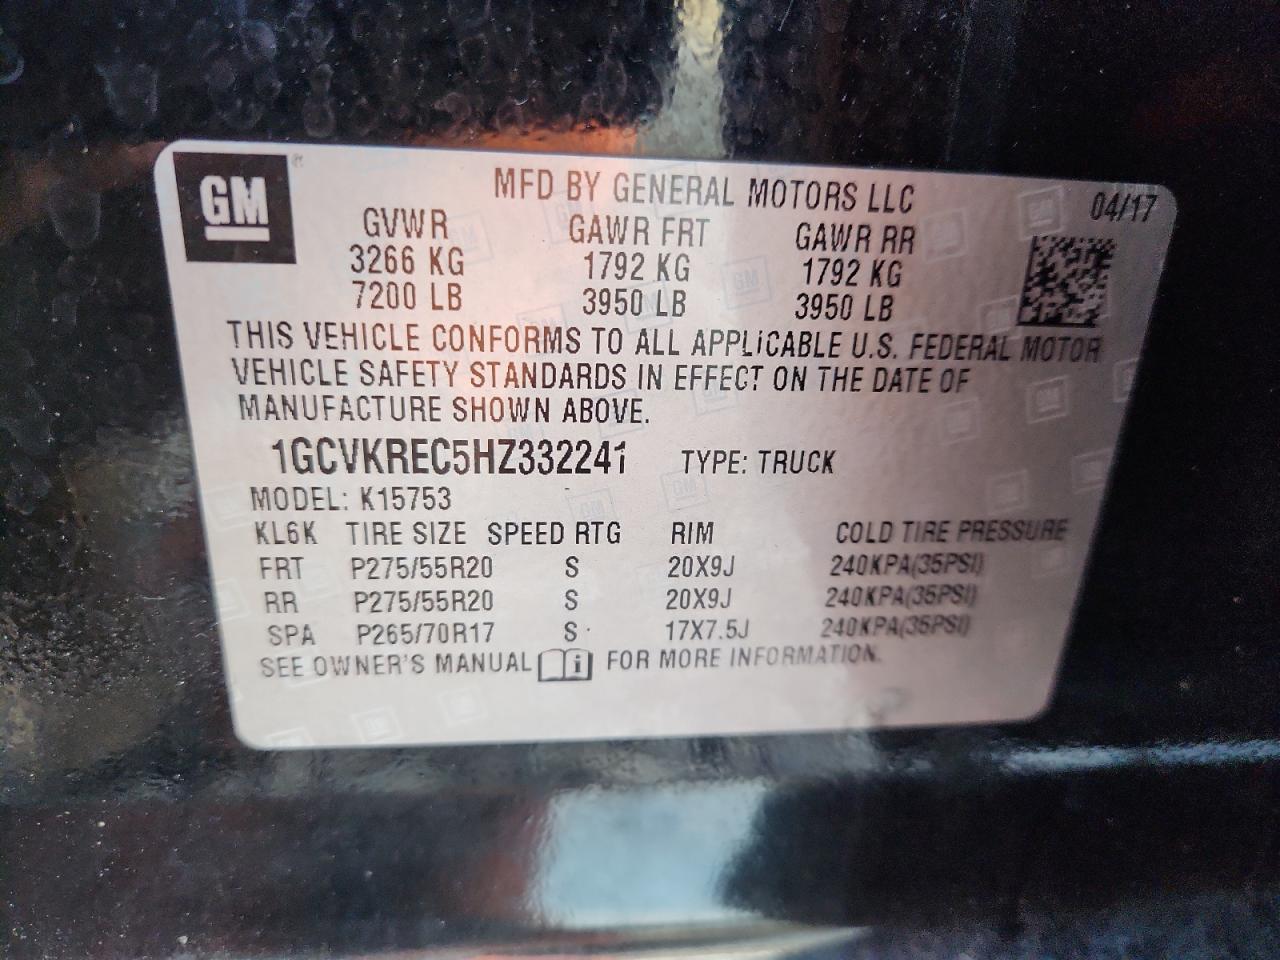 GM
MFD BY GENERAL MOTORS LLC 04/17
GVWR GAWR FRT GAWR RR
3266 KG 1792 KG 1792 KG
7200 LB 3950 LB 3950 LB
THIS VEHICLE CONFORMS TO ALL APPLICABLE U.S. FEDERAL MOTOR
VEHICLE SAFETY STANDARDS IN EFFECT ON THE DATE OF
MANUFACTURE SHOWN ABOVE.
1GCVKREC5HZ332241 TYPE: TRUCK
MODEL: K15753
KL6K TIRE SIZE SPEED RTG RIM COLD TIRE PRESSURE
FRT P275/55R20 S 20X9J 240KPA(35PSI)
RR P275/55R20 S 20X9J 240KPA(35PSI)
SPA P265/70R17 S 17X7.5J 240KPA(35PSI)
SEE OWNER'S MANUAL FOR MORE INFORMATION.